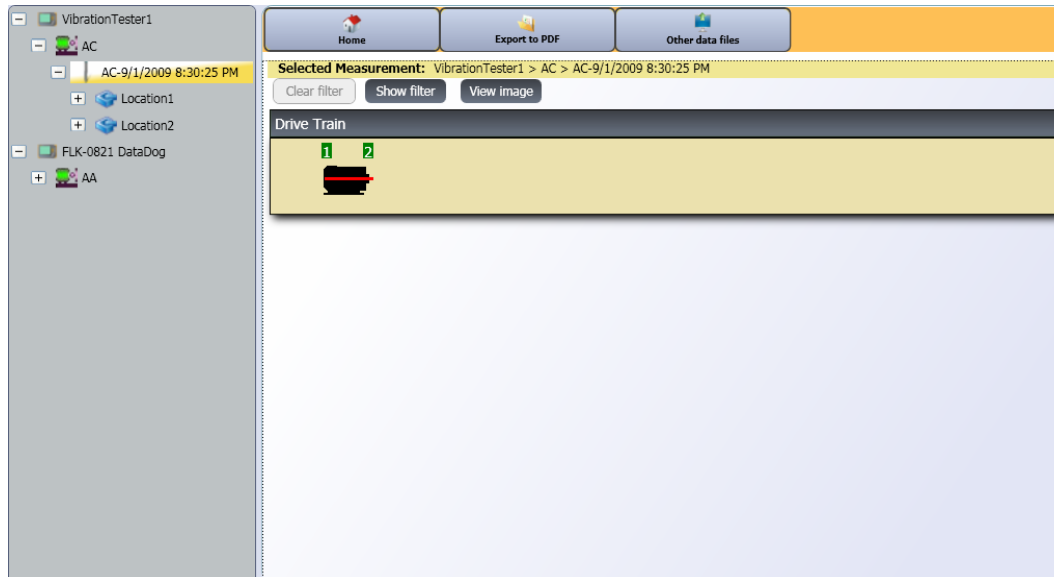 VibrationTester1
AC
AC-9/1/2009 8:30:25 PM
Location1
Location2
FLK-0821 DataDog
AA
Home
Export to PDF
Other data files
Selected Measurement: VibrationTester1 > AC > AC-9/1/2009 8:30:25 PM
Clear filter
Show filter
View image
Drive Train
1 2